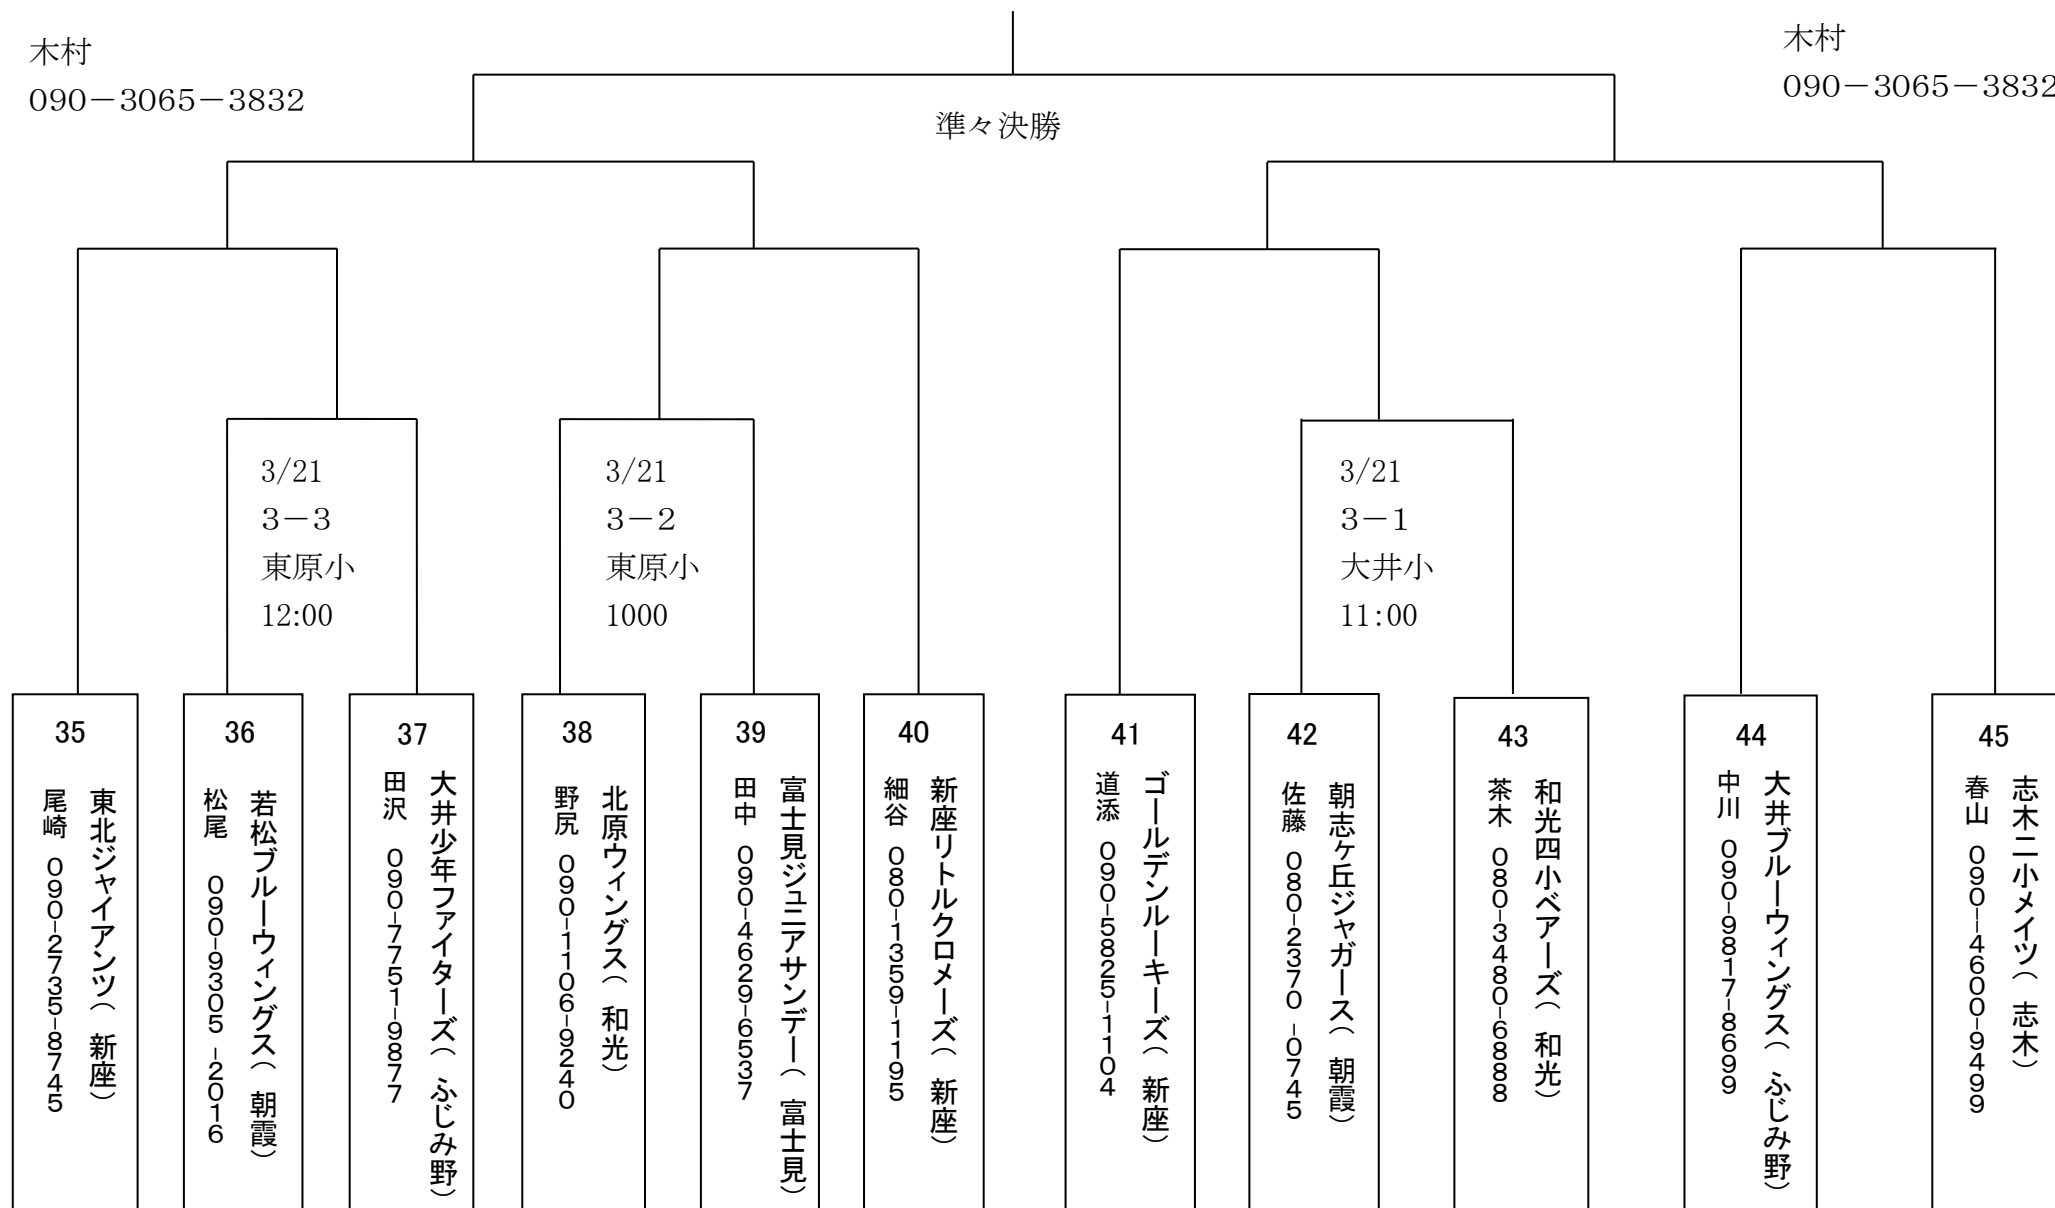 木村
090－3065－3832
木村
090－3065－3832
準々決勝
3/21
３－３
東原小
12:00
3/21
３－２
東原小
1000
3/21
３－１
大井小
11:00
35
東北ジャイアンツ（新座）
尾崎 090-2735-8745
36
若松ブルーウィングス（朝霞）
松尾 090-9305-2016
37
大井少年ファイターズ（ふじみ野）
田沢 090-7751-9877
38
北原ウィングス（和光）
野尻 090-1106-9240
39
富士見ジュニアサンデー（富士見）
田中 090-4629-6537
40
新座リトルクロメーズ（新座）
細谷 080-1359-1195
41
ゴールデンルーキーズ（新座）
道添 090-5825-1104
42
朝志ヶ丘ジャガース（朝霞）
佐藤 080-2370-0745
43
和光四小ベアーズ（和光）
茶木 080-3480-6888
44
大井ブルーウィングス（ふじみ野）
中川 090-9817-8699
45
志木二小メイツ（志木）
春山 090-4600-9499